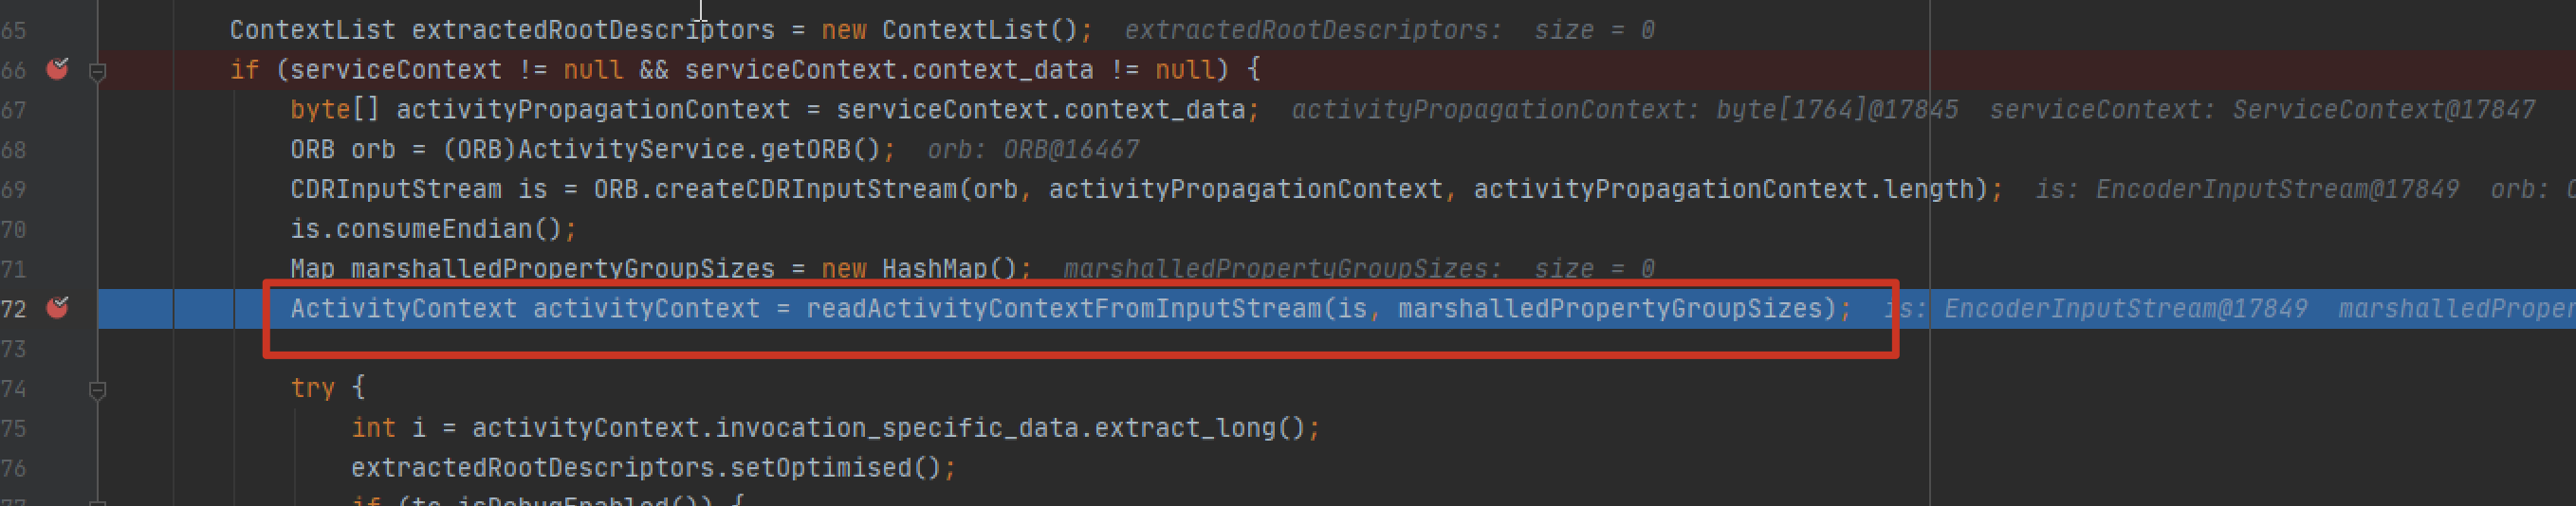 65 ContextList extractedRootDescriptors = new ContextList(); extractedRootDescriptors: size = 0
66 if (serviceContext != null && serviceContext.context_data != null) {
67 byte[] activityPropagationContext = serviceContext.context_data; activityPropagationContext: byte[1764]@17845 serviceContext: ServiceContext@17847
68 ORB orb = (ORB)ActivityService.getORB(); orb: ORB@16467
69 CDRInputStream is = ORB.createCDRInputStream(orb, activityPropagationContext, activityPropagationContext.length); is: EncoderInputStream@17849 orb:
70 is.consumeEndian();
71 Map marshalledPropertyGroupSizes = new HashMap(); marshalledPropertyGroupSizes: size = 0
72 ActivityContext activityContext = readActivityContextFromInputStream(is, marshalledPropertyGroupSizes); is: EncoderInputStream@17849 marshalledProper
73
74 try {
75 int i = activityContext.invocation_specific_data.extract_long();
76 extractedRootDescriptors.setOptimised();
77 if (tc.isDebugEnabled()) {